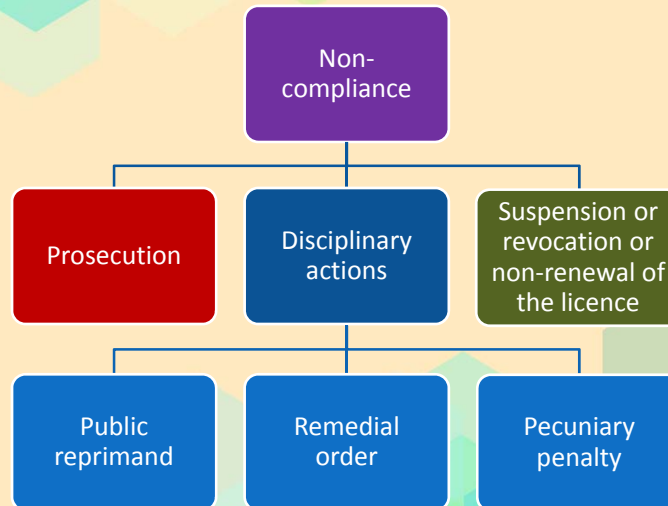 Non-
compliance
Prosecution
Disciplinary
actions
Suspension or
revocation or
non-renewal of
the licence
Public
reprimand
Remedial
order
Pecuniary
penalty